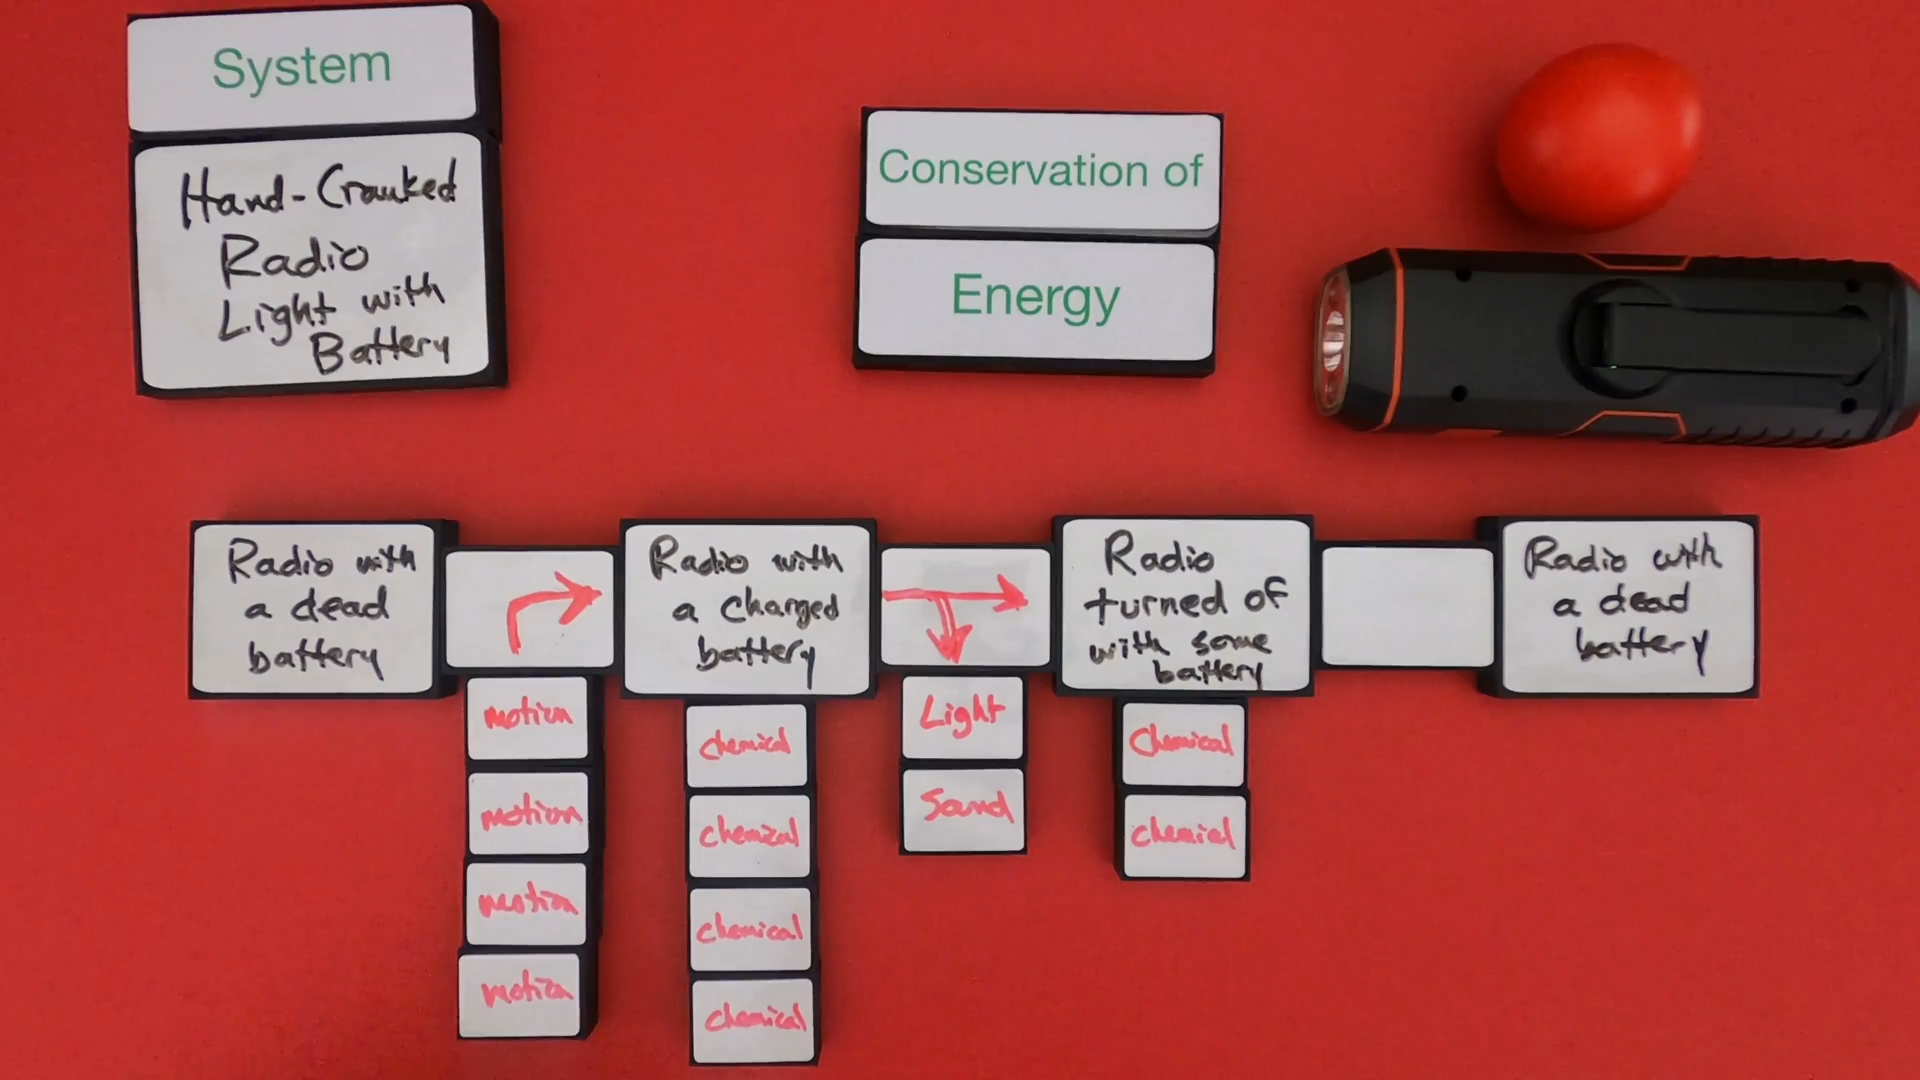 System
Hand-Cranked
Radio
Light with
Battery
Conservation of
Energy
Radio with
a dead
battery
motion
motion
motion
motion
Radio with
a charged
battery
chemical
chemical
chemical
chemical
Light
Sound
Radio
turned of
with some
battery
Chemical
chemical
Radio with
a dead
battery